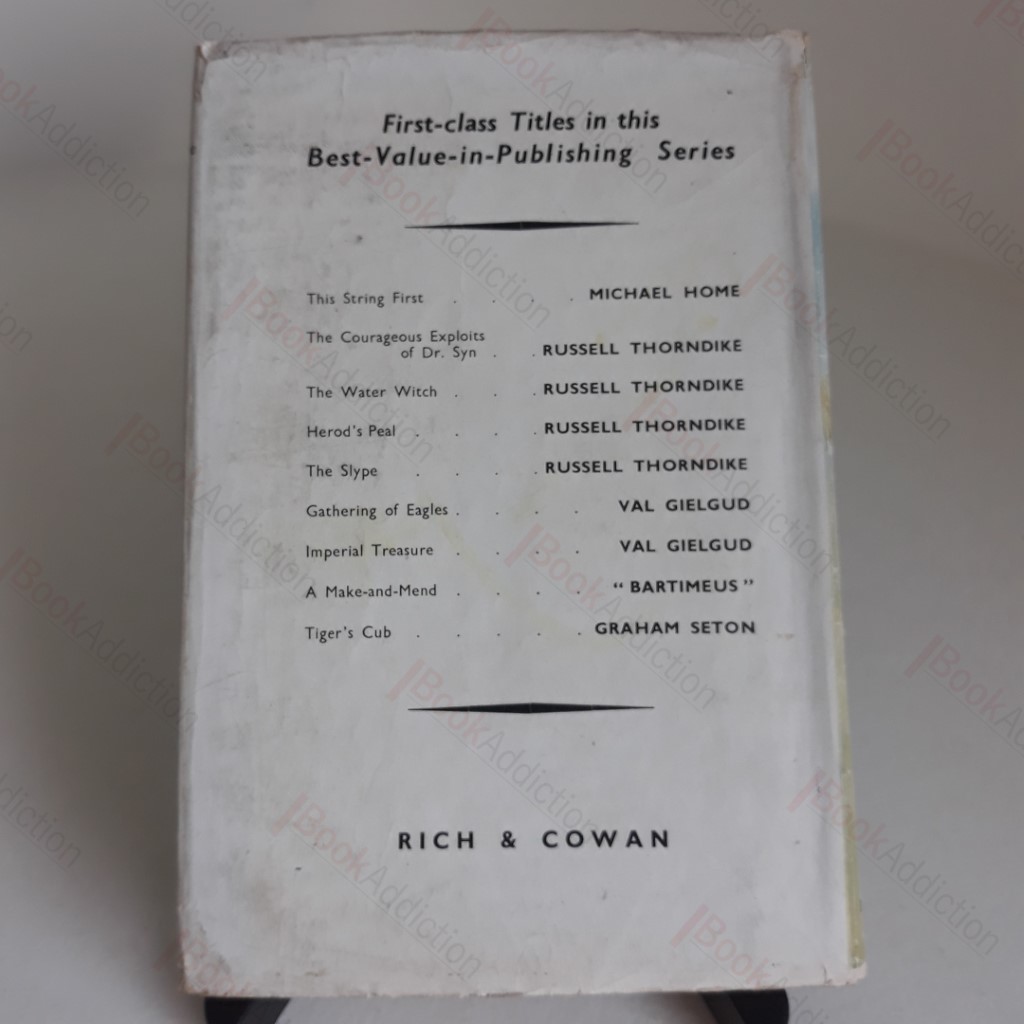 First-class Titles in this
Best-Value-in-Publishing Series
This String First . . . . MICHAEL HOME
The Courageous Exploits
of Dr. Syn . . RUSSELL THORNDIKE
The Water Witch . . . RUSSELL THORNDIKE
Herod's Peal . . . . RUSSELL THORNDIKE
The Slype . . . . RUSSELL THORNDIKE
Gathering of Eagles . . . . VAL GIELGUD
Imperial Treasure . . . . VAL GIELGUD
A Make-and-Mend . . . . “ BARTIMEUS ”
Tiger's Cub . . . . . GRAHAM SETON
RICH & COWAN
BookAddiction